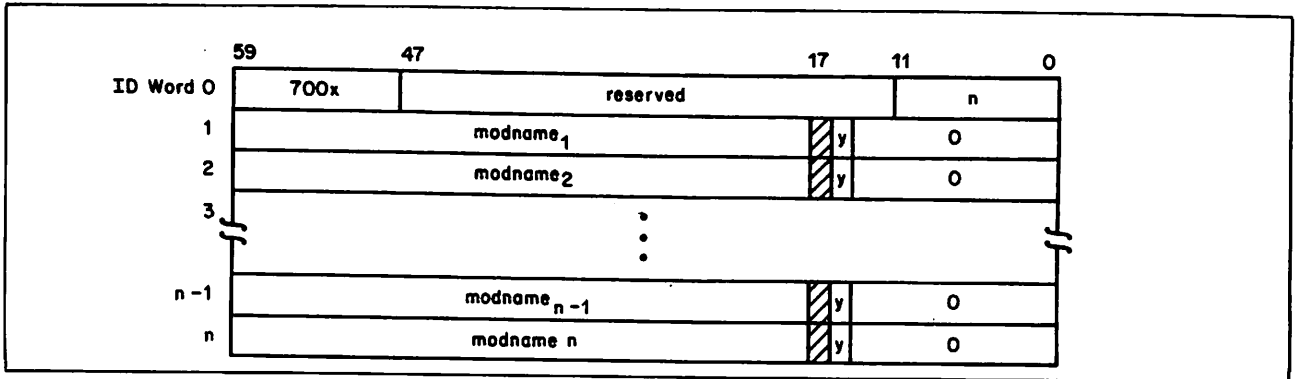 59 47 17 11 0
ID Word 0 700x reserved n
1 modname1 y 0
2 modname2 y 0
3
n-1 modnamen-1 y 0
n modname n y 0